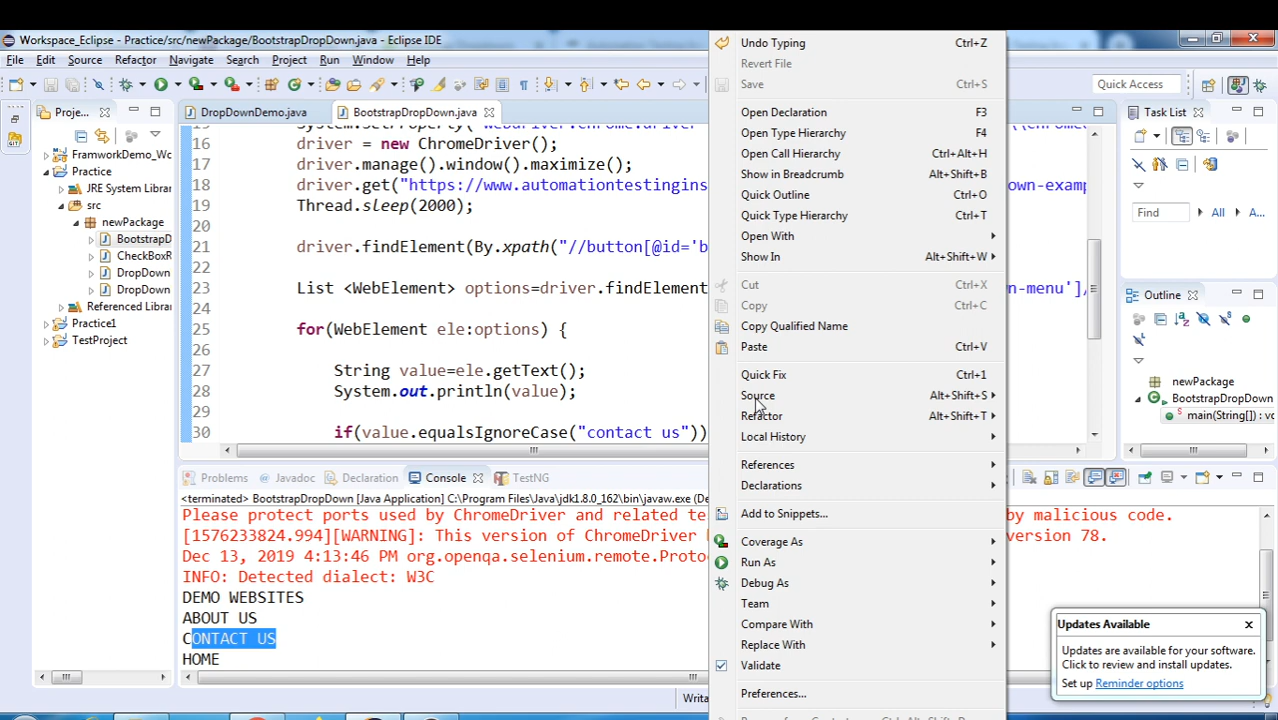 Workspace_Eclipse - Practice/src/newPackage/BootstrapDropDown.java - Eclipse IDE
File Edit Source Refactor Navigate Search Project Run Window Help
Quick Access
Proje...
FramworkDemo_Wo
Practice
JRE System Librar
src
newPackage
BootstrapD
CheckBoxR
DropDown
DropDown
Referenced Librar
Practice1
TestProject
DropDownDemo.java
BootstrapDropDown.java
16 driver = new ChromeDriver();
17 driver.manage().window().maximize();
18 driver.get("https://www.automationtestingins
own-examp
19 Thread.sleep(2000);
20
21 driver.findElement(By.xpath("//button[@id='b
22
23 List <WebElement> options=driver.findElement
n-menu']/
24
25 for(WebElement ele:options) {
26
27 String value=ele.getText();
28 System.out.println(value);
29
30 if(value.equalsIgnoreCase("contact us"))
Problems
Javadoc
Declaration
Console
TestNG
<terminated> BootstrapDropDown [Java Application] C:\Program Files\Java\jdk1.8.0_162\bin\javaw.exe (De
Please protect ports used by ChromeDriver and related te
by malicious code.
[1576233824.994][WARNING]: This version of ChromeDriver
version 78.
Dec 13, 2019 4:13:46 PM org.openqa.selenium.remote.Proto
INFO: Detected dialect: W3C
DEMO WEBSITES
ABOUT US
CONTACT US
HOME
Writa
Undo Typing Ctrl+Z
Revert File
Save Ctrl+S
Open Declaration F3
Open Type Hierarchy F4
Open Call Hierarchy Ctrl+Alt+H
Show in Breadcrumb Alt+Shift+B
Quick Outline Ctrl+O
Quick Type Hierarchy Ctrl+T
Open With
Show In Alt+Shift+W
Cut Ctrl+X
Copy Ctrl+C
Copy Qualified Name
Paste Ctrl+V
Quick Fix Ctrl+1
Source Alt+Shift+S
Refactor Alt+Shift+T
Local History
References
Declarations
Add to Snippets...
Coverage As
Run As
Debug As
Team
Compare With
Replace With
Validate
Preferences...
Task List
Find All A...
Outline
newPackage
BootstrapDropDown
main(String[]) : vo
Updates Available
Updates are available for your software.
Click to review and install updates.
Set up Reminder options